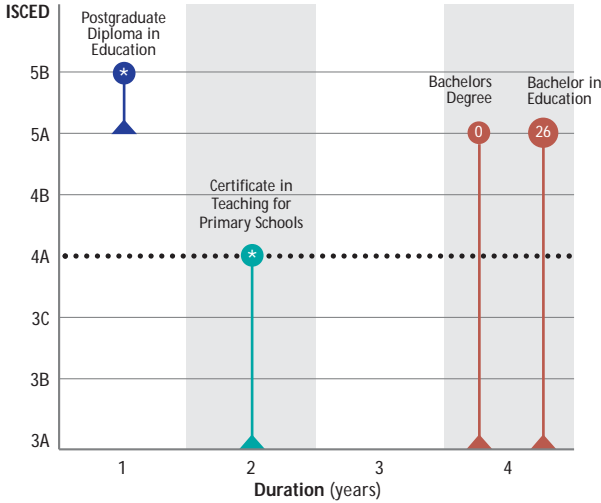 ISCED
Postgraduate
Diploma in
Education
5B
*
Bachelors
Degree
Bachelor in
Education
5A
0
26
4B
Certificate in
Teaching for
Primary Schools
4A
*
3C
3B
3A
1
2
3
4
Duration (years)